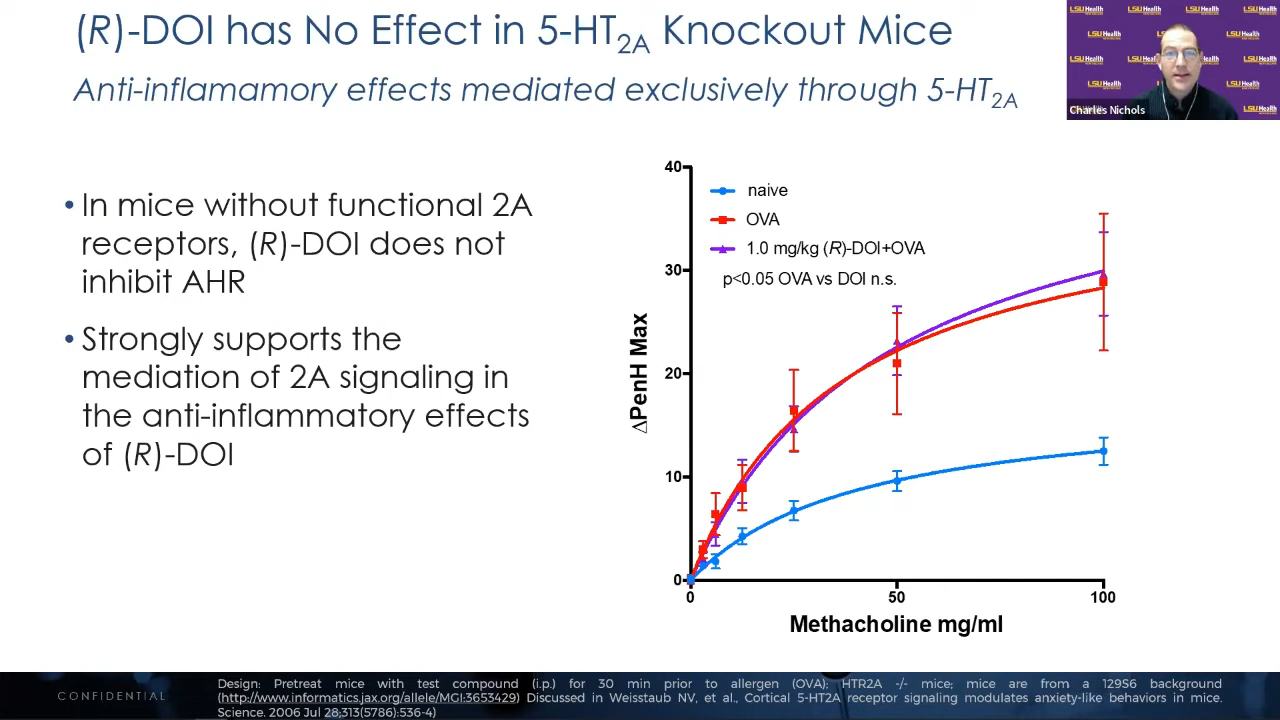 (R)-DOI has No Effect in 5-HT2A Knockout Mice
Anti-inflamamory effects mediated exclusively through 5-HT2A
LSU Health
Charles Nichols
• In mice without functional 2A
receptors, (R)-DOI does not
inhibit AHR
• Strongly supports the
mediation of 2A signaling in
the anti-inflammatory effects
of (R)-DOI
40
30
20
10
0
ΔPenH Max
naive
OVA
1.0 mg/kg (R)-DOI+OVA
p<0.05 OVA vs DOI n.s.
0 50 100
Methacholine mg/ml
CONFIDENTIAL
Design: Pretreat mice with test compound (i.p.) for 30 min prior to allergen (OVA); HTR2A -/- mice; mice are from a 129S6 background
(http://www.informatics.jax.org/allele/MGI:3653429) Discussed in Weisstaub NV, et al., Cortical 5-HT2A receptor signaling modulates anxiety-like behaviors in mice.
Science. 2006 Jul 28;313(5786):536-4)